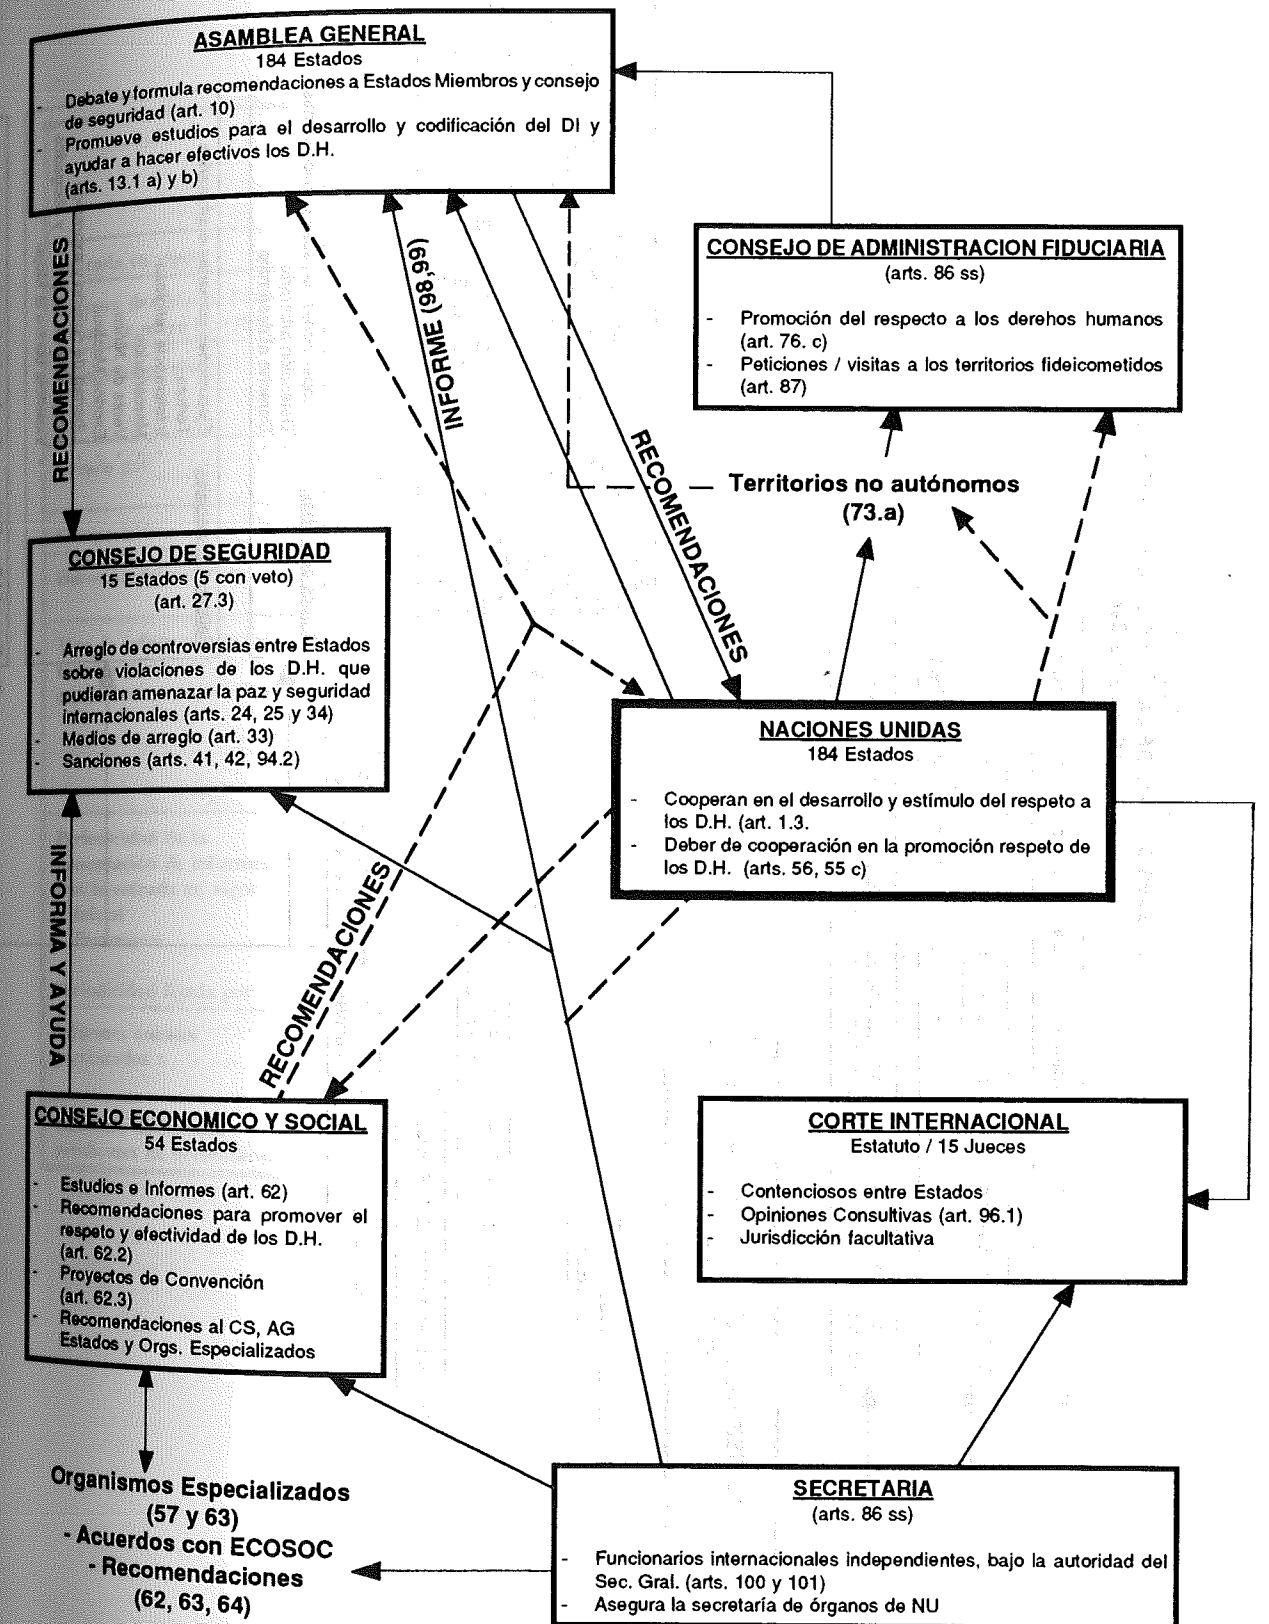 ASAMBLEA GENERAL
184 Estados
- Debate y formula recomendaciones a Estados Miembros y consejo
de seguridad (art. 10)
- Promueve estudios para el desarrollo y codificación del DI y
ayudar a hacer efectivos los D.H.
(arts. 13.1 a) y b)
CONSEJO DE ADMINISTRACION FIDUCIARIA
(arts. 86 ss)
- Promoción del respecto a los derehos humanos
(art. 76. c)
- Peticiones / visitas a los territorios fideicometidos
(art. 87)
RECOMENDACIONES
INFORME (98,99)
RECOMENDACIONES
Territorios no autónomos
(73.a)
CONSEJO DE SEGURIDAD
15 Estados (5 con veto)
(art. 27.3)
- Arreglo de controversias entre Estados
sobre violaciones de los D.H. que
pudieran amenazar la paz y seguridad
internacionales (arts. 24, 25 y 34)
- Medios de arreglo (art. 33)
- Sanciones (arts. 41, 42, 94.2)
NACIONES UNIDAS
184 Estados
- Cooperan en el desarrollo y estímulo del respeto a
los D.H. (art. 1.3.
- Deber de cooperación en la promoción respeto de
los D.H. (arts. 56, 55 c)
INFORMA Y AYUDA
RECOMENDACIONES
CONSEJO ECONOMICO Y SOCIAL
54 Estados
- Estudios e Informes (art. 62)
- Recomendaciones para promover el
respeto y efectividad de los D.H.
(art. 62.2)
- Proyectos de Convención
(art. 62.3)
- Recomendaciones al CS, AG
Estados y Orgs. Especializados
CORTE INTERNACIONAL
Estatuto / 15 Jueces
- Contenciosos entre Estados
- Opiniones Consultivas (art. 96.1)
- Jurisdicción facultativa
Organismos Especializados
(57 y 63)
- Acuerdos con ECOSOC
- Recomendaciones
(62, 63, 64)
SECRETARIA
(arts. 86 ss)
- Funcionarios internacionales independientes, bajo la autoridad del
Sec. Gral. (arts. 100 y 101)
- Asegura la secretaría de órganos de NU